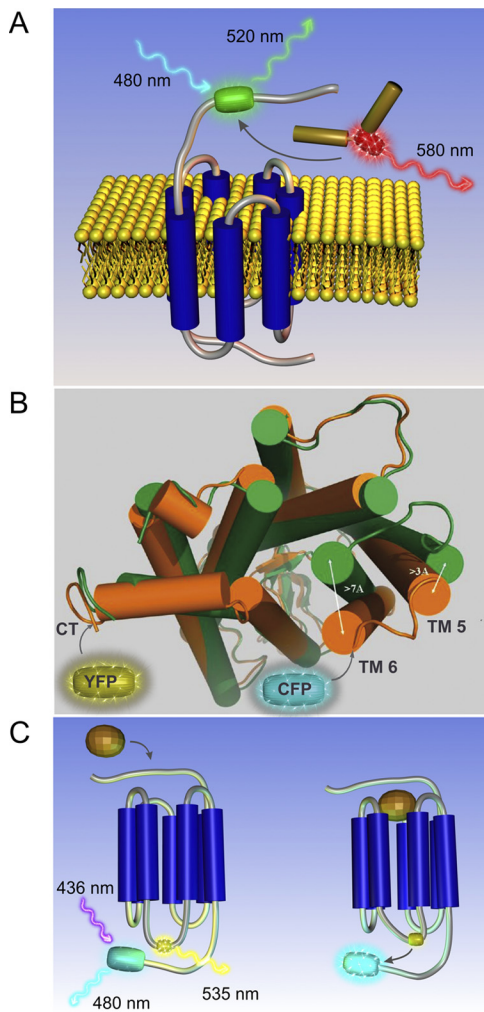 A
520 nm
480 nm
580 nm
B
>7A
>3A
CT
TM 5
TM 6
YFP
CFP
C
436 nm
480 nm
535 nm